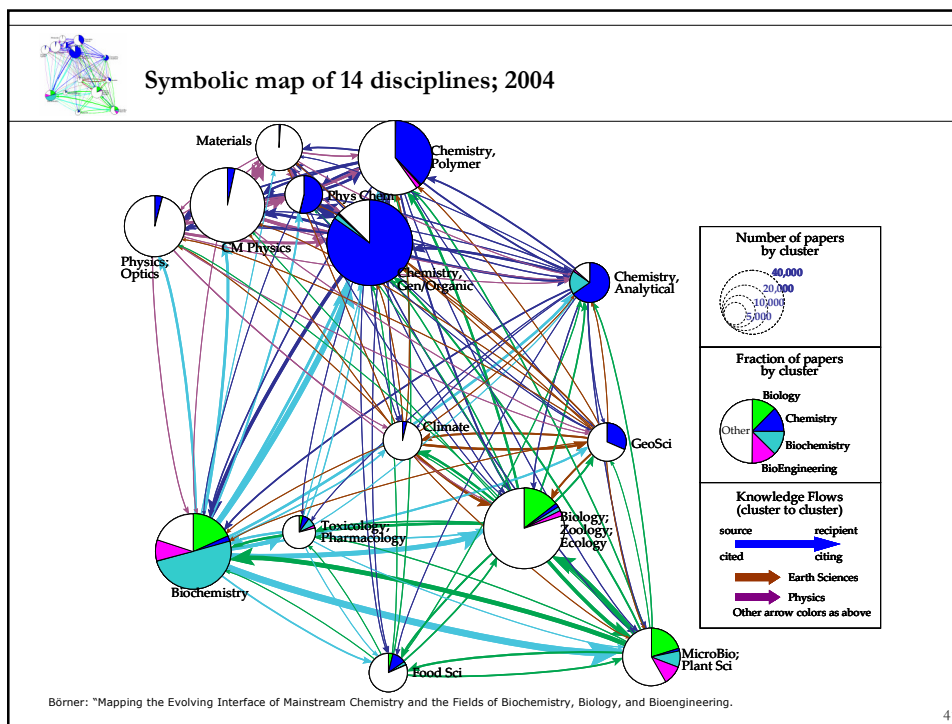 Symbolic map of 14 disciplines; 2004
Materials
Chemistry,
Polymer
Phys Chem
CM Physics
Physics;
Optics
Chemistry,
Gen/Organic
Chemistry,
Analytical
Climate
GeoSci
Toxicology;
Pharmacology
Biology;
Zoology;
Ecology
Biochemistry
Food Sci
MicroBio;
Plant Sci
Number of papers
by cluster
40,000
20,000
10,000
5,000
Fraction of papers
by cluster
Biology
Chemistry
Other
Biochemistry
BioEngineering
Knowledge Flows
(cluster to cluster)
source recipient
cited citing
Earth Sciences
Physics
Other arrow colors as above
Börner: "Mapping the Evolving Interface of Mainstream Chemistry and the Fields of Biochemistry, Biology, and Bioengineering.
4